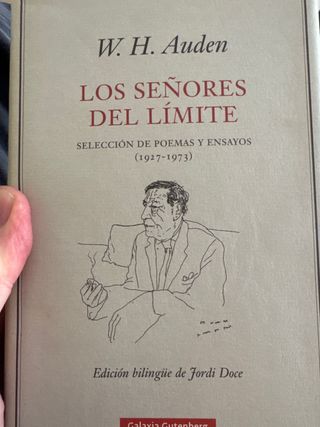 W. H. Auden
LOS SEÑORES
DEL LÍMITE
SELECCIÓN DE POEMAS Y ENSAYOS
(1927-1973)
Edición bilingüe de Jordi Doce
Galaxia Gutenberg